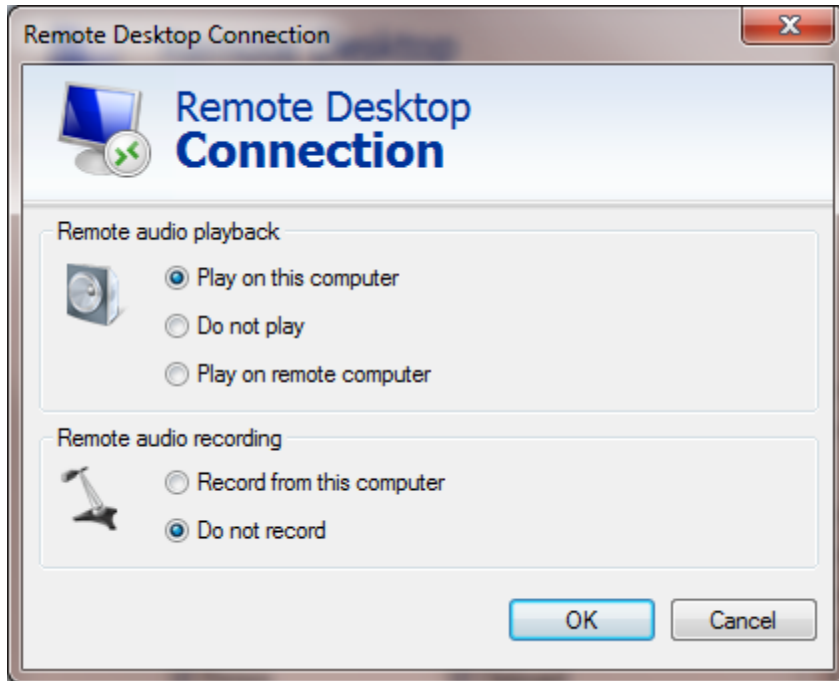 Remote Desktop Connection
Remote Desktop
Connection
Remote audio playback
Play on this computer
Do not play
Play on remote computer
Remote audio recording
Record from this computer
Do not record
OK Cancel